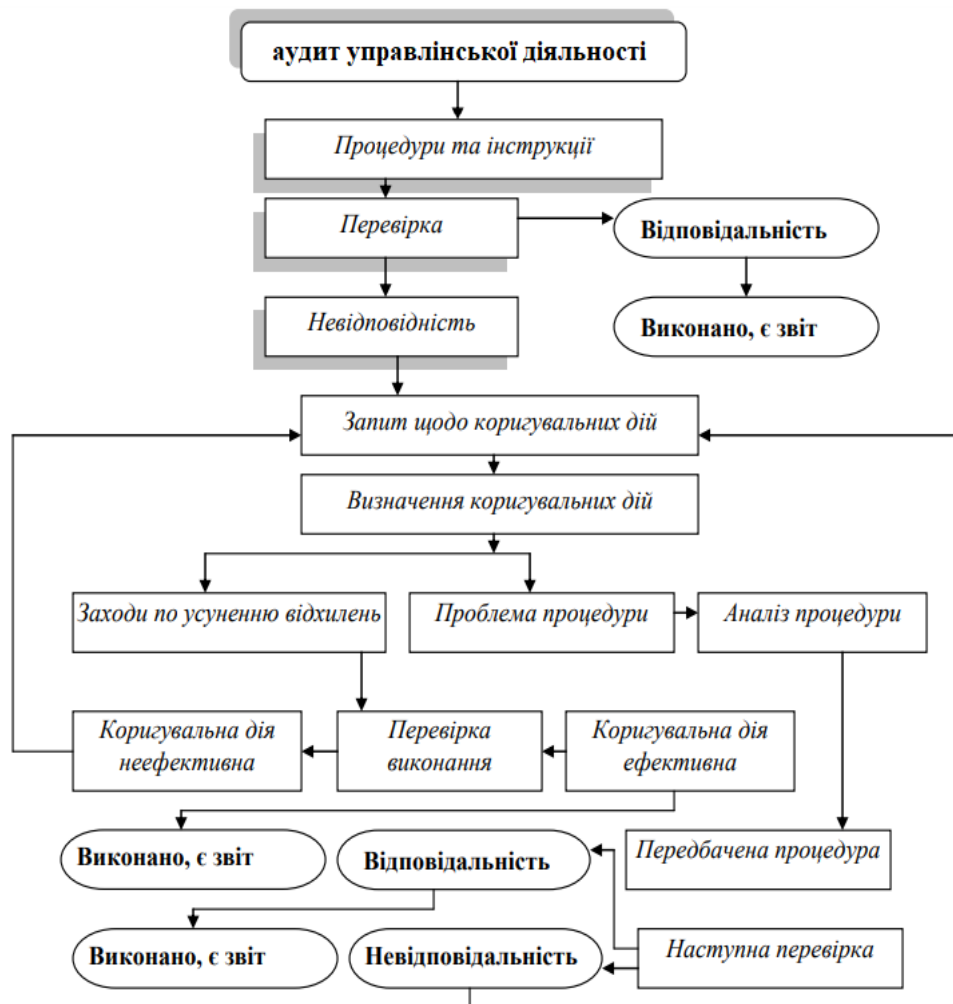 аудит управлінської діяльності
Процедури та інструкції
Перевірка
Відповідальність
Невідповідність
Виконано, є звіт
Запит щодо коригувальних дій
Визначення коригувальних дій
Заходи по усуненню відхилень
Проблема процедури
Аналіз процедури
Коригувальна дія
неефективна
Перевірка
виконання
Коригувальна дія
ефективна
Виконано, є звіт
Відповідальність
Передбачена процедура
Виконано, є звіт
Невідповідальність
Наступна перевірка